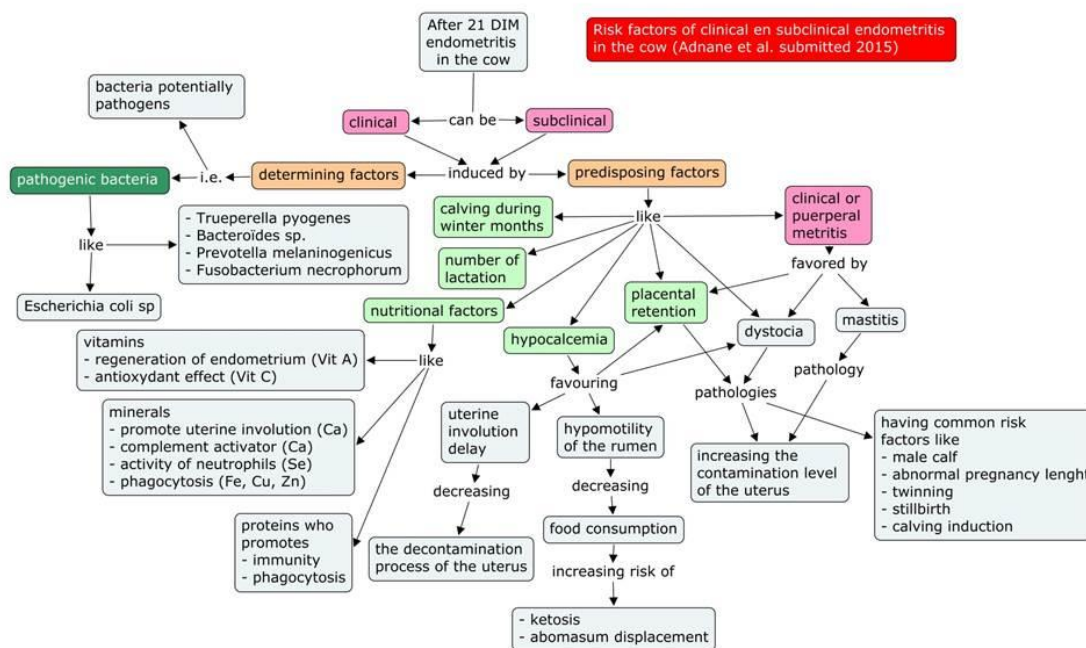 After 21 DIM
endometritis
in the cow
Risk factors of clinical en subclinical endometritis
in the cow (Adnane et al. submitted 2015)
bacteria potentially
pathogens
clinical
can be
subclinical
pathogenic bacteria
i.e.
determining factors
induced by
predisposing factors
calving during
winter months
like
clinical or
puerperal
metritis
like
- Trueperella pyogenes
- Bacteroïdes sp.
- Prevotella melaninogenicus
- Fusobacterium necrophorum
number of
lactation
favored by
Escherichia coli sp
nutritional factors
placental
retention
dystocia
mastitis
hypocalcemia
vitamins
- regeneration of endometrium (Vit A)
- antioxydant effect (Vit C)
like
favouring
pathologies
pathology
minerals
- promote uterine involution (Ca)
- complement activator (Ca)
- activity of neutrophils (Se)
- phagocytosis (Fe, Cu, Zn)
uterine
involution
delay
hypomotility
of the rumen
increasing the
contamination level
of the uterus
having common risk
factors like
- male calf
- abnormal pregnancy lenght
- twinning
- stillbirth
- calving induction
decreasing
decreasing
proteins who
promotes
- immunity
- phagocytosis
the decontamination
process of the uterus
food consumption
increasing risk of
- ketosis
- abomasum displacement